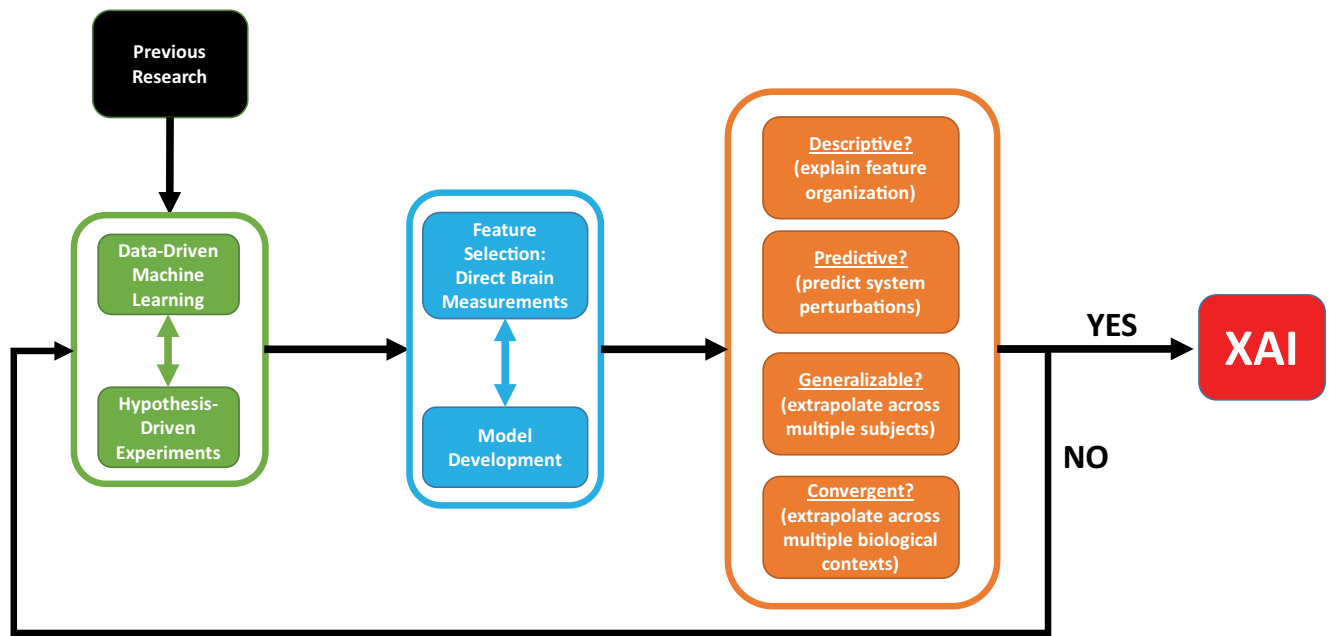 Previous
Research
Data-Driven
Machine
Learning
Hypothesis-
Driven
Experiments
Feature
Selection:
Direct Brain
Measurements
Model
Development
Descriptive?
(explain feature
organization)
Predictive?
(predict system
perturbations)
Generalizable?
(extrapolate across
multiple subjects)
Convergent?
(extrapolate across
multiple biological
contexts)
YES
NO
XAI